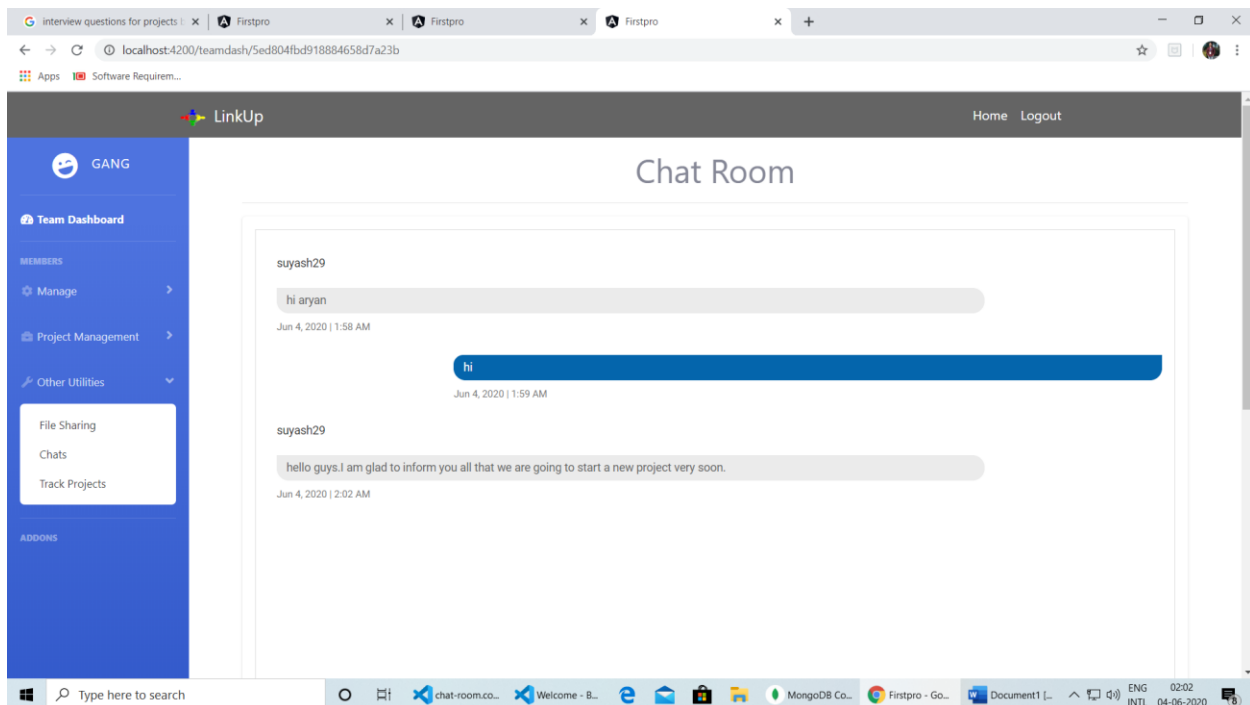 interview questions for projects
Firstpro
Firstpro
Firstpro
localhost:4200/teamdash/5ed804fbd918884658d7a23b
Apps
Software Requirem...
LinkUp
Home
Logout
GANG
Chat Room
Team Dashboard
MEMBERS
Manage
Project Management
Other Utilities
File Sharing
Chats
Track Projects
ADDONS
suyash29
hi aryan
Jun 4, 2020 | 1:58 AM
hi
Jun 4, 2020 | 1:59 AM
suyash29
hello guys.I am glad to inform you all that we are going to start a new project very soon.
Jun 4, 2020 | 2:02 AM
Type here to search
chat-room.co...
Welcome - B...
MongoDB Co...
Firstpro - Go...
Document1 [...
ENG
INTL
02:02
04-06-2020
8